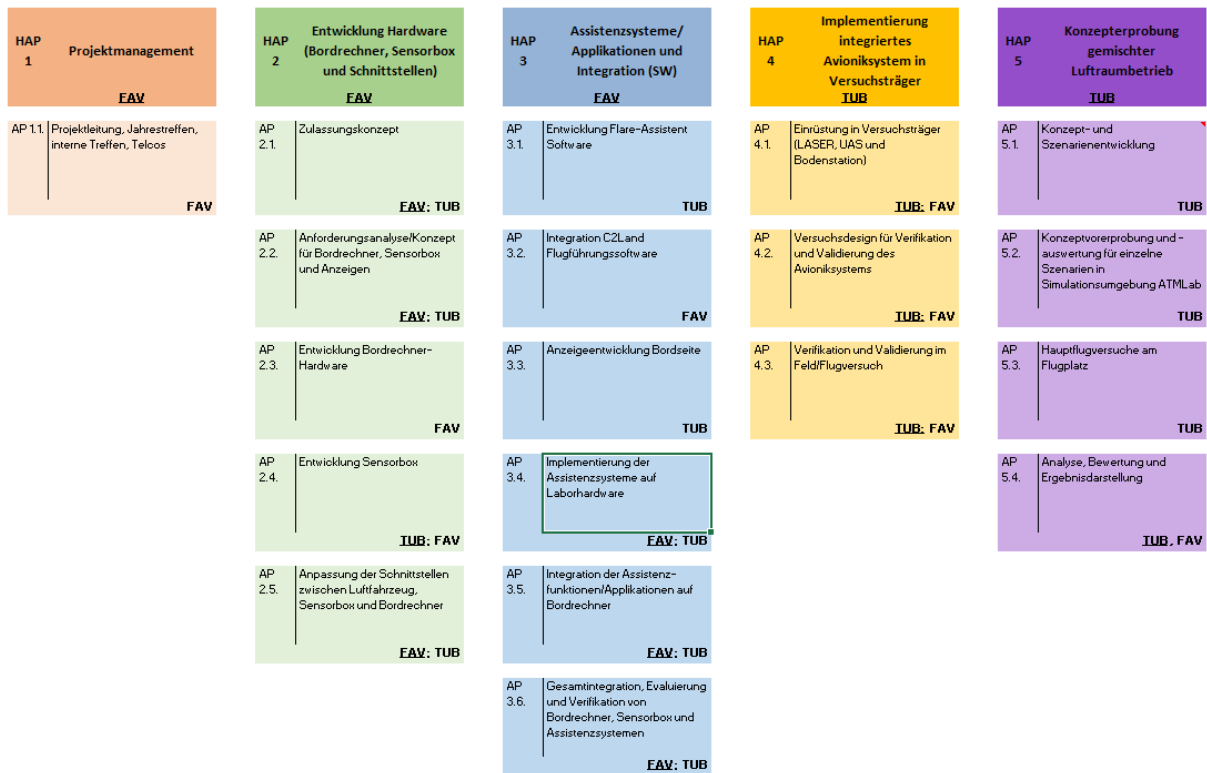 HAP
1
Projektmanagement
FAV
AP 1.1.
Projektleitung, Jahrestreffen,
interne Treffen, Telcos
FAV
HAP
2
Entwicklung Hardware
(Bordrechner, Sensorbox
und Schnittstellen)
FAV
AP
2.1.
Zulassungskonzept
FAV; TUB
AP
2.2.
Anforderungsanalyse/Konzept
für Bordrechner, Sensorbox
und Anzeigen
FAV; TUB
AP
2.3.
Entwicklung Bordrechner-
Hardware
FAV
AP
2.4.
Entwicklung Sensorbox
TUB; FAV
AP
2.5.
Anpassung der Schnittstellen
zwischen Luftfahrzeug,
Sensorbox und Bordrechner
FAV; TUB
HAP
3
Assistenzsysteme/
Applikationen und
Integration (SW)
FAV
AP
3.1.
Entwicklung Flare-Assistent
Software
TUB
AP
3.2.
Integration C2Land
Flugführungssoftware
FAV
AP
3.3.
Anzeigeentwicklung Bordseite
TUB
AP
3.4.
Implementierung der
Assistenzsysteme auf
Laborhardware
FAV; TUB
AP
3.5.
Integration der Assistenz-
funktionen/Applikationen auf
Bordrechner
FAV; TUB
AP
3.6.
Gesamtintegration, Evaluierung
und Verifikation von
Bordrechner, Sensorbox und
Assistenzsystemen
FAV; TUB
HAP
4
Implementierung
integriertes
Avioniksystem in
Versuchsträger
TUB
AP
4.1.
Einrüstung in Versuchsträger
(LASER, UAS und
Bodenstation)
TUB; FAV
AP
4.2.
Versuchsdesign für Verifikation
und Validierung des
Avioniksystems
TUB; FAV
AP
4.3.
Verifikation und Validierung im
Feld/Flugversuch
TUB; FAV
HAP
5
Konzepterprobung
gemischter
Luftraumbetrieb
TUB
AP
5.1.
Konzept- und
Szenarienentwicklung
TUB
AP
5.2.
Konzeptvorerprobung und -
auswertung für einzelne
Szenarien in
Simulationsumgebung ATMLab
TUB
AP
5.3.
Hauptflugversuche am
Flugplatz
TUB
AP
5.4.
Analyse, Bewertung und
Ergebnisdarstellung
TUB, FAV